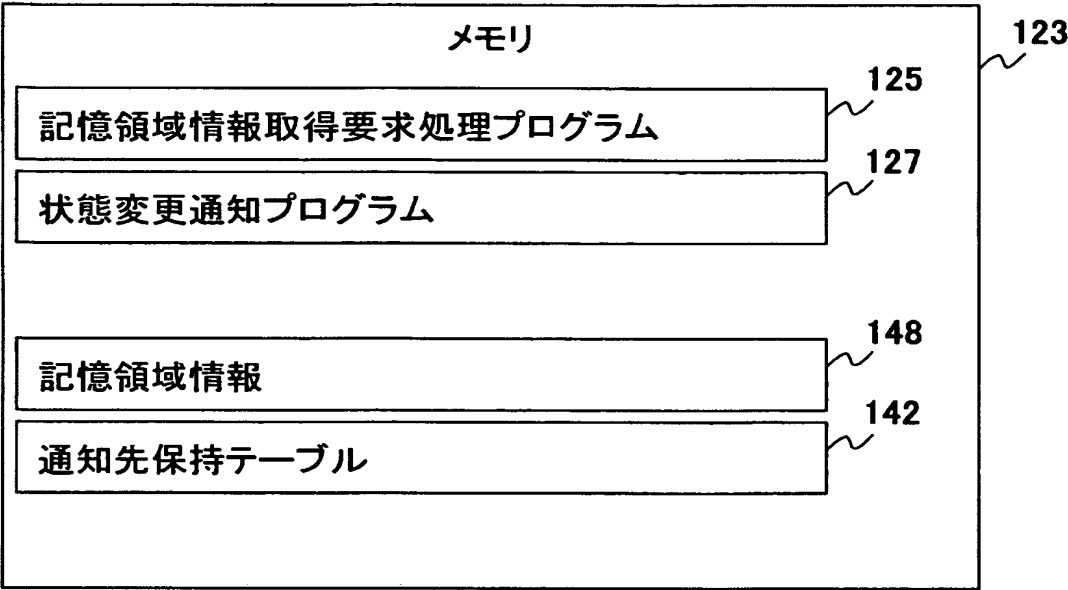 メモリ
123
125
記憶領域情報取得要求処理プログラム
127
状態変更通知プログラム
148
記憶領域情報
142
通知先保持テーブル